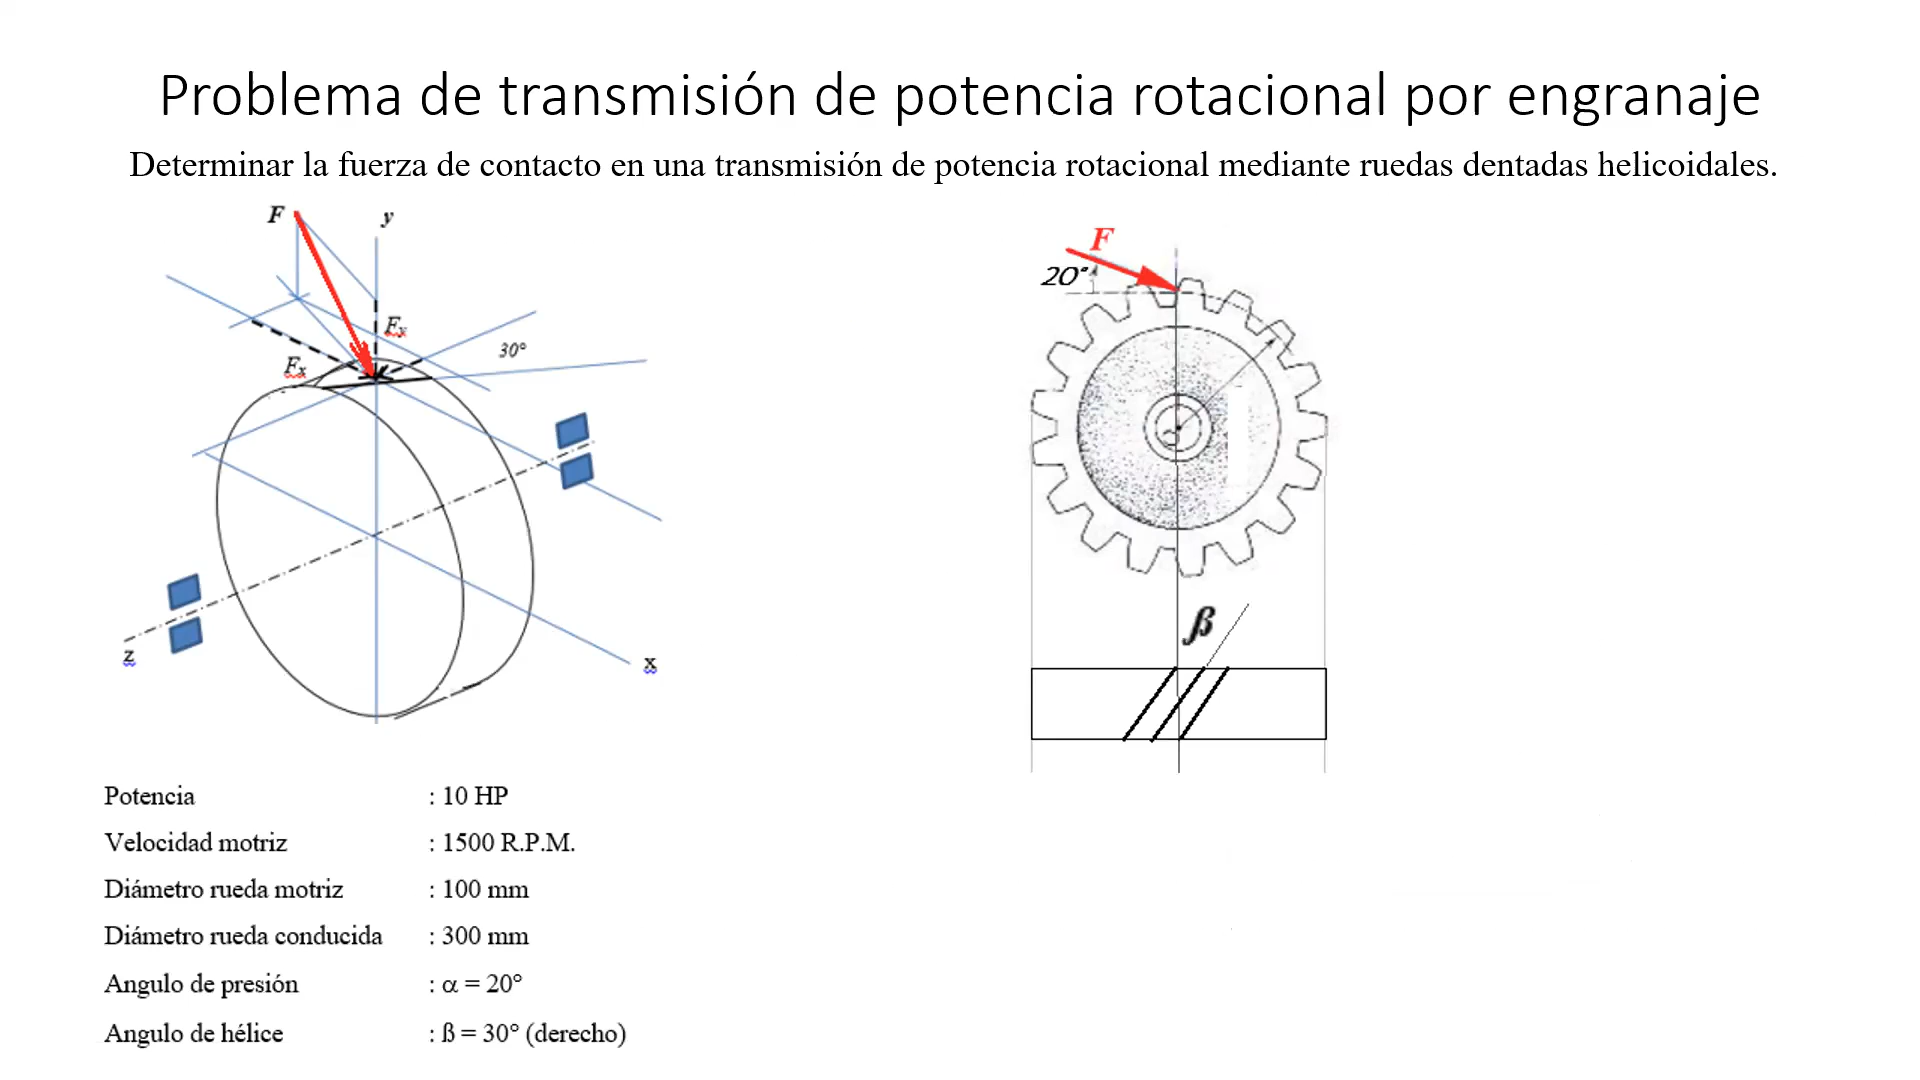 Problema de transmisión de potencia rotacional por engranaje
Determinar la fuerza de contacto en una transmisión de potencia rotacional mediante ruedas dentadas helicoidales.
F
y
Fx
30°
Fx
z
x
F
20°
ß
Potencia : 10 HP
Velocidad motriz : 1500 R.P.M.
Diámetro rueda motriz : 100 mm
Diámetro rueda conducida : 300 mm
Angulo de presión : α = 20°
Angulo de hélice : ß = 30° (derecho)